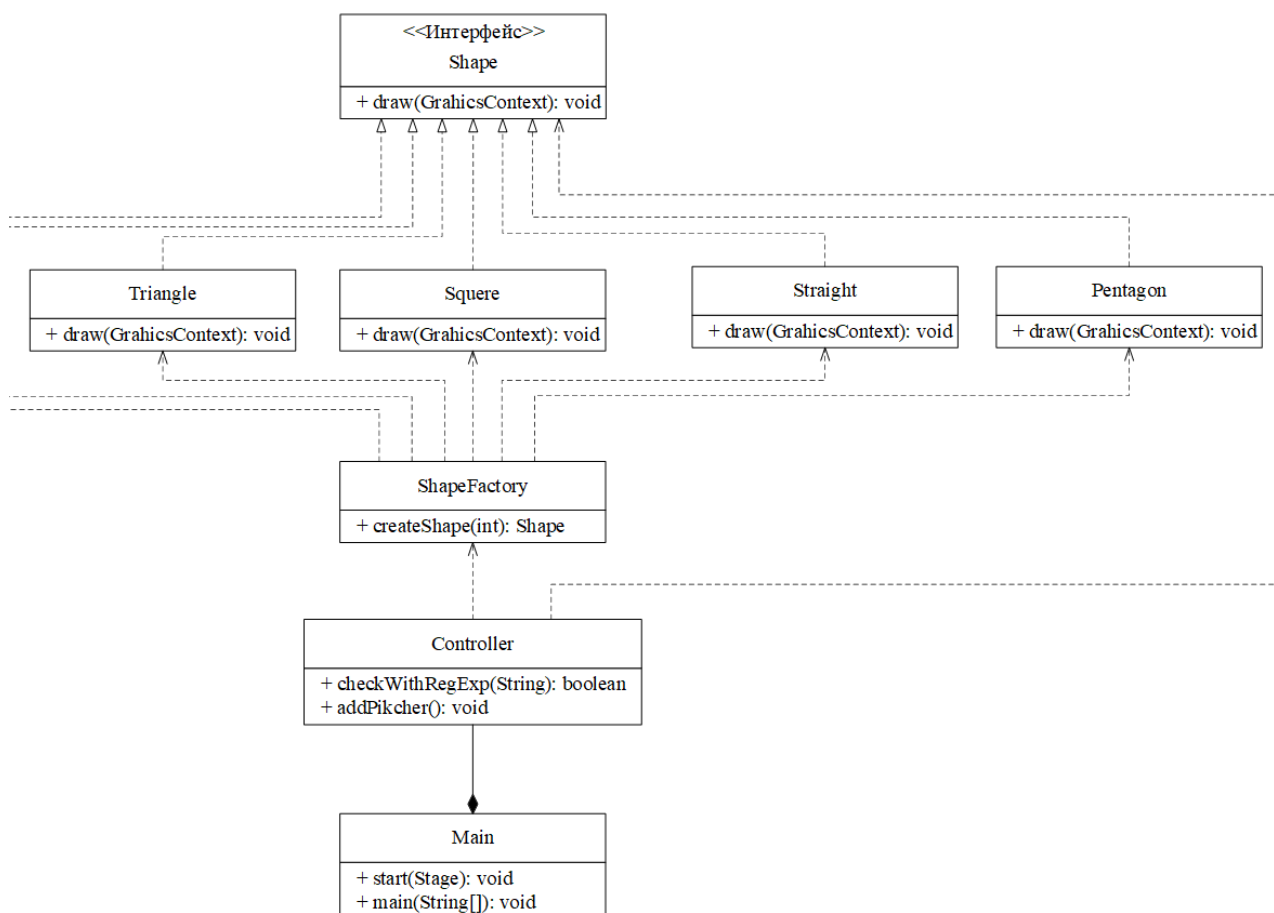 <<Интерфейс>>
Shape
+ draw(GrahicsContext): void
Triangle
+ draw(GrahicsContext): void
Squere
+ draw(GrahicsContext): void
Straight
+ draw(GrahicsContext): void
Pentagon
+ draw(GrahicsContext): void
ShapeFactory
+ createShape(int): Shape
Controller
+ checkWithRegExp(String): boolean
+ addPikcher(): void
Main
+ start(Stage): void
+ main(String[]): void